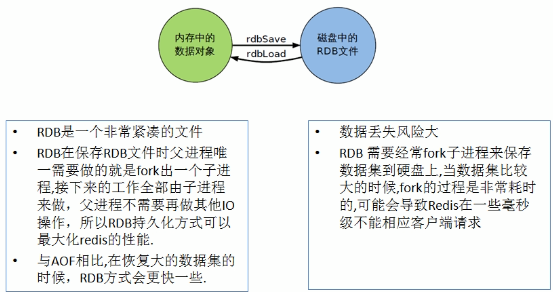 内存中的
数据对象
rdbSave
rdbLoad
磁盘中的
RDB文件
• RDB是一个非常紧凑的文件
• RDB在保存RDB文件时父进程唯
一需要做的就是fork出一个子进
程,接下来的工作全部由子进程
来做，父进程不需要再做其他IO
操作，所以RDB持久化方式可以
最大化redis的性能.
• 与AOF相比,在恢复大的数据集的
时候，RDB方式会更快一些.
• 数据丢失风险大
• RDB 需要经常fork子进程来保存
数据集到硬盘上,当数据集比较
大的时候,fork的过程是非常耗时
的,可能会导致Redis在一些毫秒
级不能相应客户端请求